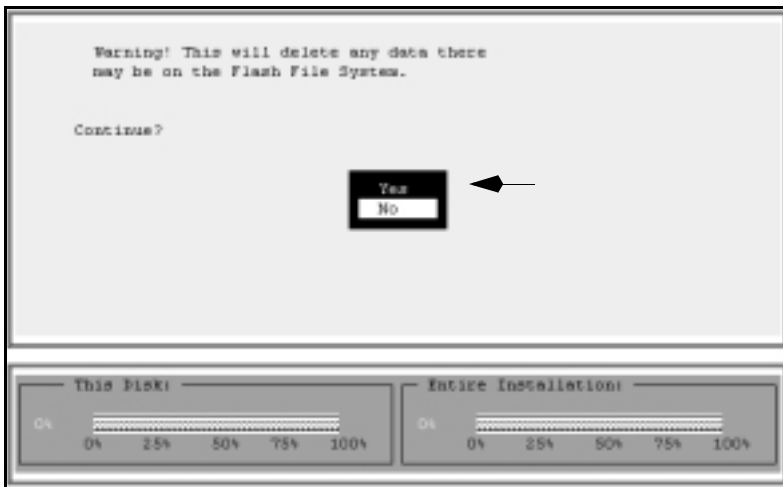 Warning! This will delete any data there
may be on the Flash File System.
Continue?
Yes
No
This Disk:
0%
0% 25% 50% 75% 100%
Entire Installation:
0%
0% 25% 50% 75% 100%